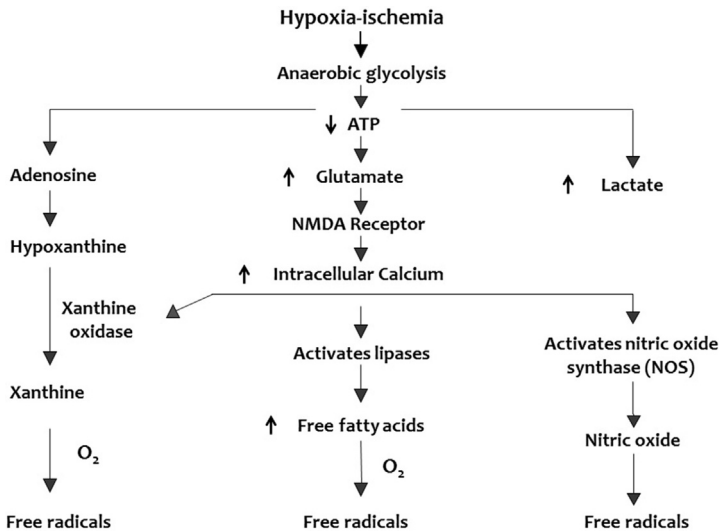 Hypoxia-ischemia
Anaerobic glycolysis
↓ ATP
Adenosine
↑ Glutamate
↑ Lactate
NMDA Receptor
Hypoxanthine
↑ Intracellular Calcium
Xanthine
oxidase
Activates lipases
Activates nitric oxide
synthase (NOS)
Xanthine
↑ Free fatty acids
Nitric oxide
O₂
O₂
Free radicals
Free radicals
Free radicals